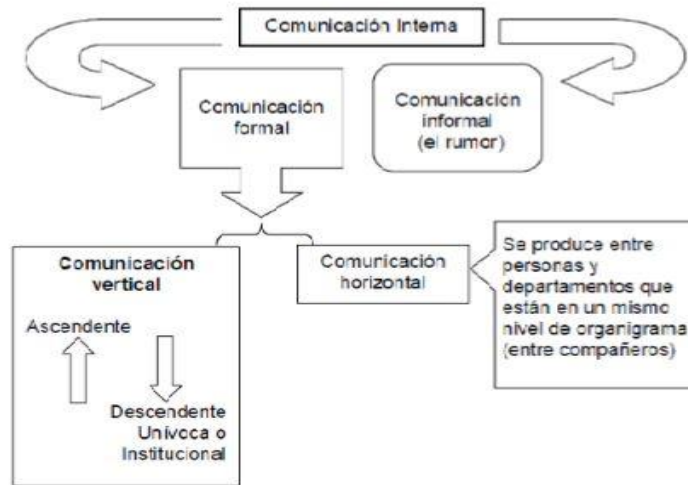 Comunicación Interna
Comunicación
formal
Comunicación
informal
(el rumor)
Comunicación
vertical
Ascendente
Descendente
Unívoca o
Institucional
Comunicación
horizontal
Se produce entre
personas y
departamentos que
están en un mismo
nivel de organigrama
(entre compañeros)